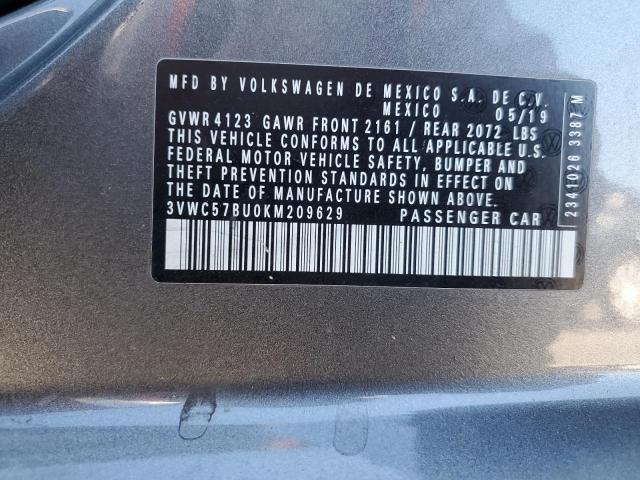 MFD BY VOLKSWAGEN DE MEXICO S.A. DE C.V.
MEXICO 05/19
GVWR 4123 GAWR FRONT 2161 / REAR 2072 LBS
THIS VEHICLE CONFORMS TO ALL APPLICABLE U.S.
FEDERAL MOTOR VEHICLE SAFETY, BUMPER AND
THEFT PREVENTION STANDARDS IN EFFECT ON
THE DATE OF MANUFACTURE SHOWN ABOVE.
3VWC57BU0KM209629 PASSENGER CAR
2341026 3387 M